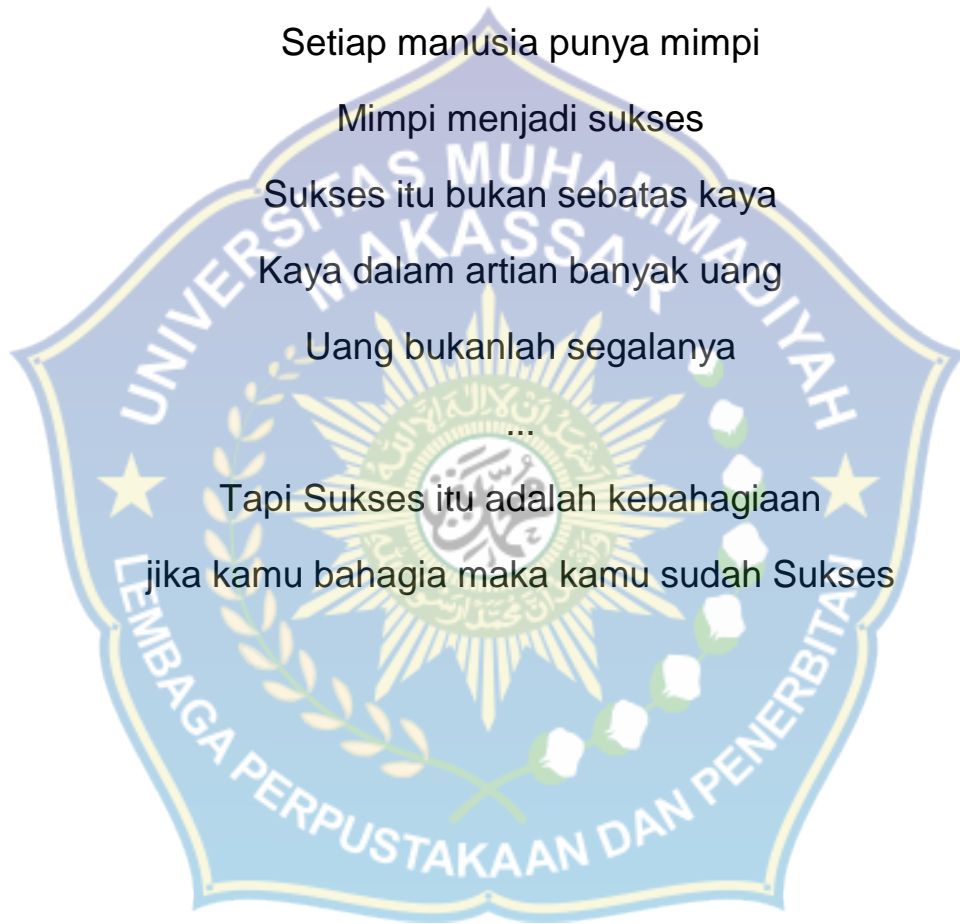 Setiap manusia punya mimpi
Mimpi menjadi sukses
Sukses itu bukan sebatas kaya
Kaya dalam artian banyak uang
Uang bukanlah segalanya
...
Tapi Sukses itu adalah kebahagiaan
jika kamu bahagia maka kamu sudah Sukses
UNIVERSITAS MUHAMMADIYAH
MAKASSAR
محمد
LEMBAGA PERPUSTAKAAN DAN PENERBITAN